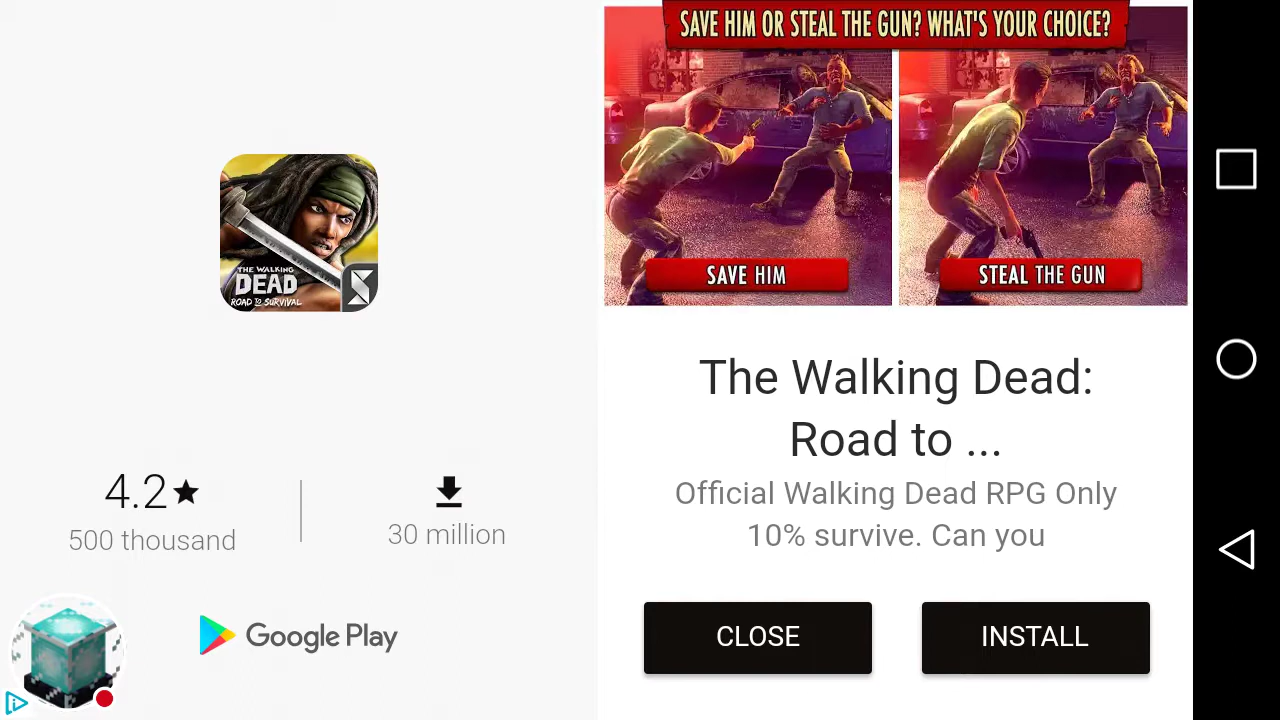 THE WALKING
DEAD
ROAD TO SURVIVAL
4.2
500 thousand
30 million
Google Play
SAVE HIM OR STEAL THE GUN? WHAT'S YOUR CHOICE?
SAVE HIM
STEAL THE GUN
The Walking Dead:
Road to ...
Official Walking Dead RPG Only
10% survive. Can you
CLOSE
INSTALL